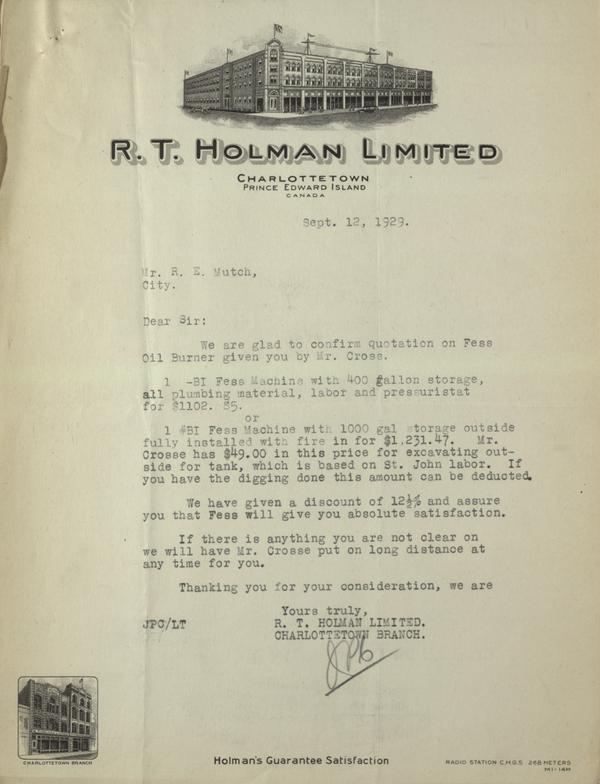 R. T. HOLMAN LIMITED
CHARLOTTETOWN
PRINCE EDWARD ISLAND
CANADA
Sept. 12, 1929.
Mr. R. E. Mutch,
City.
Dear Sir:
We are glad to confirm quotation on Fess
Oil Burner given you by Mr. Cross.
1 -BI Fess Machine with 400 gallon storage,
all plumbing material, labor and pressuristat
for $1102. 85.
or
1 #BI Fess Machine with 1000 gal storage outside
fully installed with fire in for $1,231.47. Mr.
Crosse has $49.00 in this price for excavating out-
side for tank, which is based on St. John labor. If
you have the digging done this amount can be deducted.
We have given a discount of 12½% and assure
you that Fess will give you absolute satisfaction.
If there is anything you are not clear on
we will have Mr. Crosse put on long distance at
any time for you.
Thanking you for your consideration, we are
Yours truly,
JPC/LT R. T. HOLMAN LIMITED.
CHARLOTTETOWN BRANCH.
CHARLOTTETOWN BRANCH
Holman's Guarantee Satisfaction
RADIO STATION C.H.G.S. 268 METERS